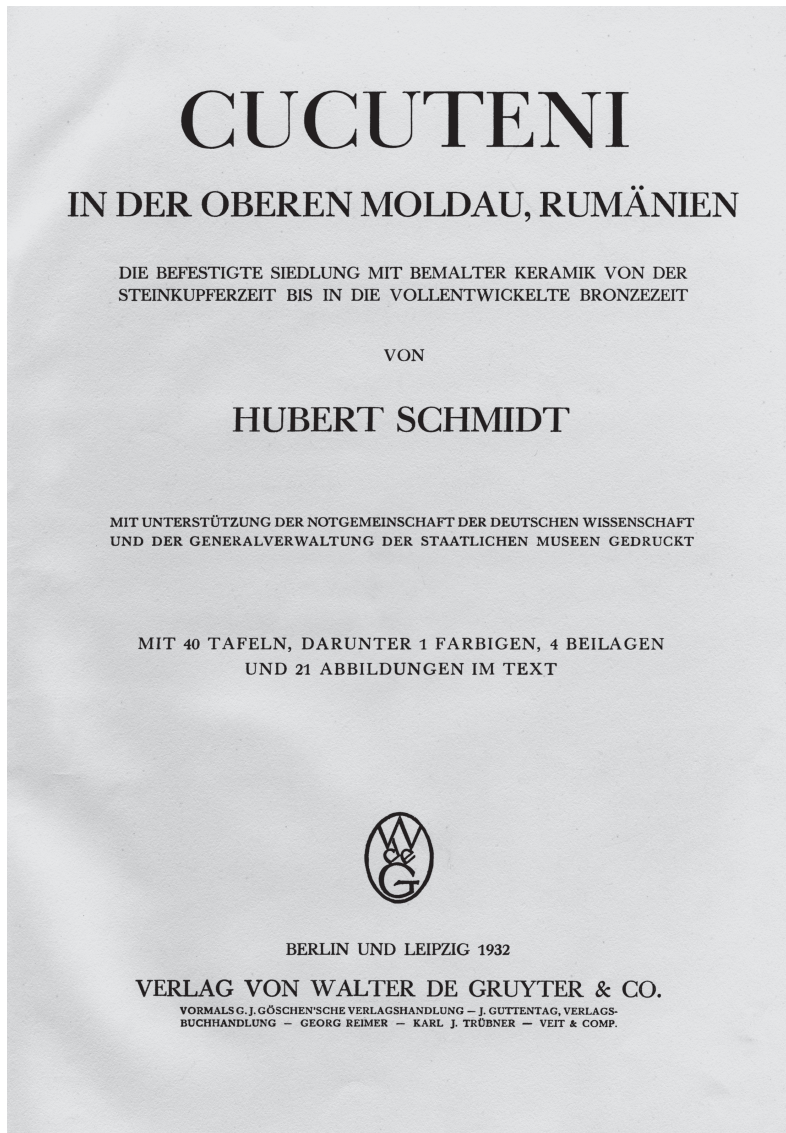 CUCUTENI
IN DER OBEREN MOLDAU, RUMÄNIEN
DIE BEFESTIGTE SIEDLUNG MIT BEMALTER KERAMIK VON DER
STEINKUPFERZEIT BIS IN DIE VOLLENTWICKELTE BRONZEZEIT
VON
HUBERT SCHMIDT
MIT UNTERSTÜTZUNG DER NOTGEMEINSCHAFT DER DEUTSCHEN WISSENSCHAFT
UND DER GENERALVERWALTUNG DER STAATLICHEN MUSEEN GEDRUCKT
MIT 40 TAFELN, DARUNTER 1 FARBIGEN, 4 BEILAGEN
UND 21 ABBILDUNGEN IM TEXT
W
de
G
BERLIN UND LEIPZIG 1932
VERLAG VON WALTER DE GRUYTER & CO.
VORMALS G. J. GÖSCHEN'SCHE VERLAGSHANDLUNG — J. GUTTENTAG, VERLAGS-
BUCHHANDLUNG — GEORG REIMER — KARL J. TRÜBNER — VEIT & COMP.